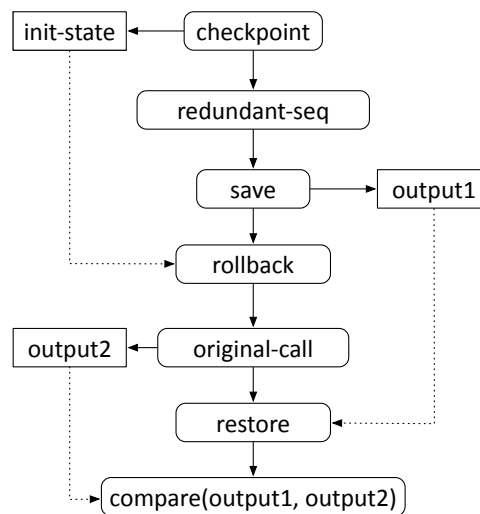 init-state
checkpoint
redundant-seq
save
output1
rollback
output2
original-call
restore
compare(output1, output2)